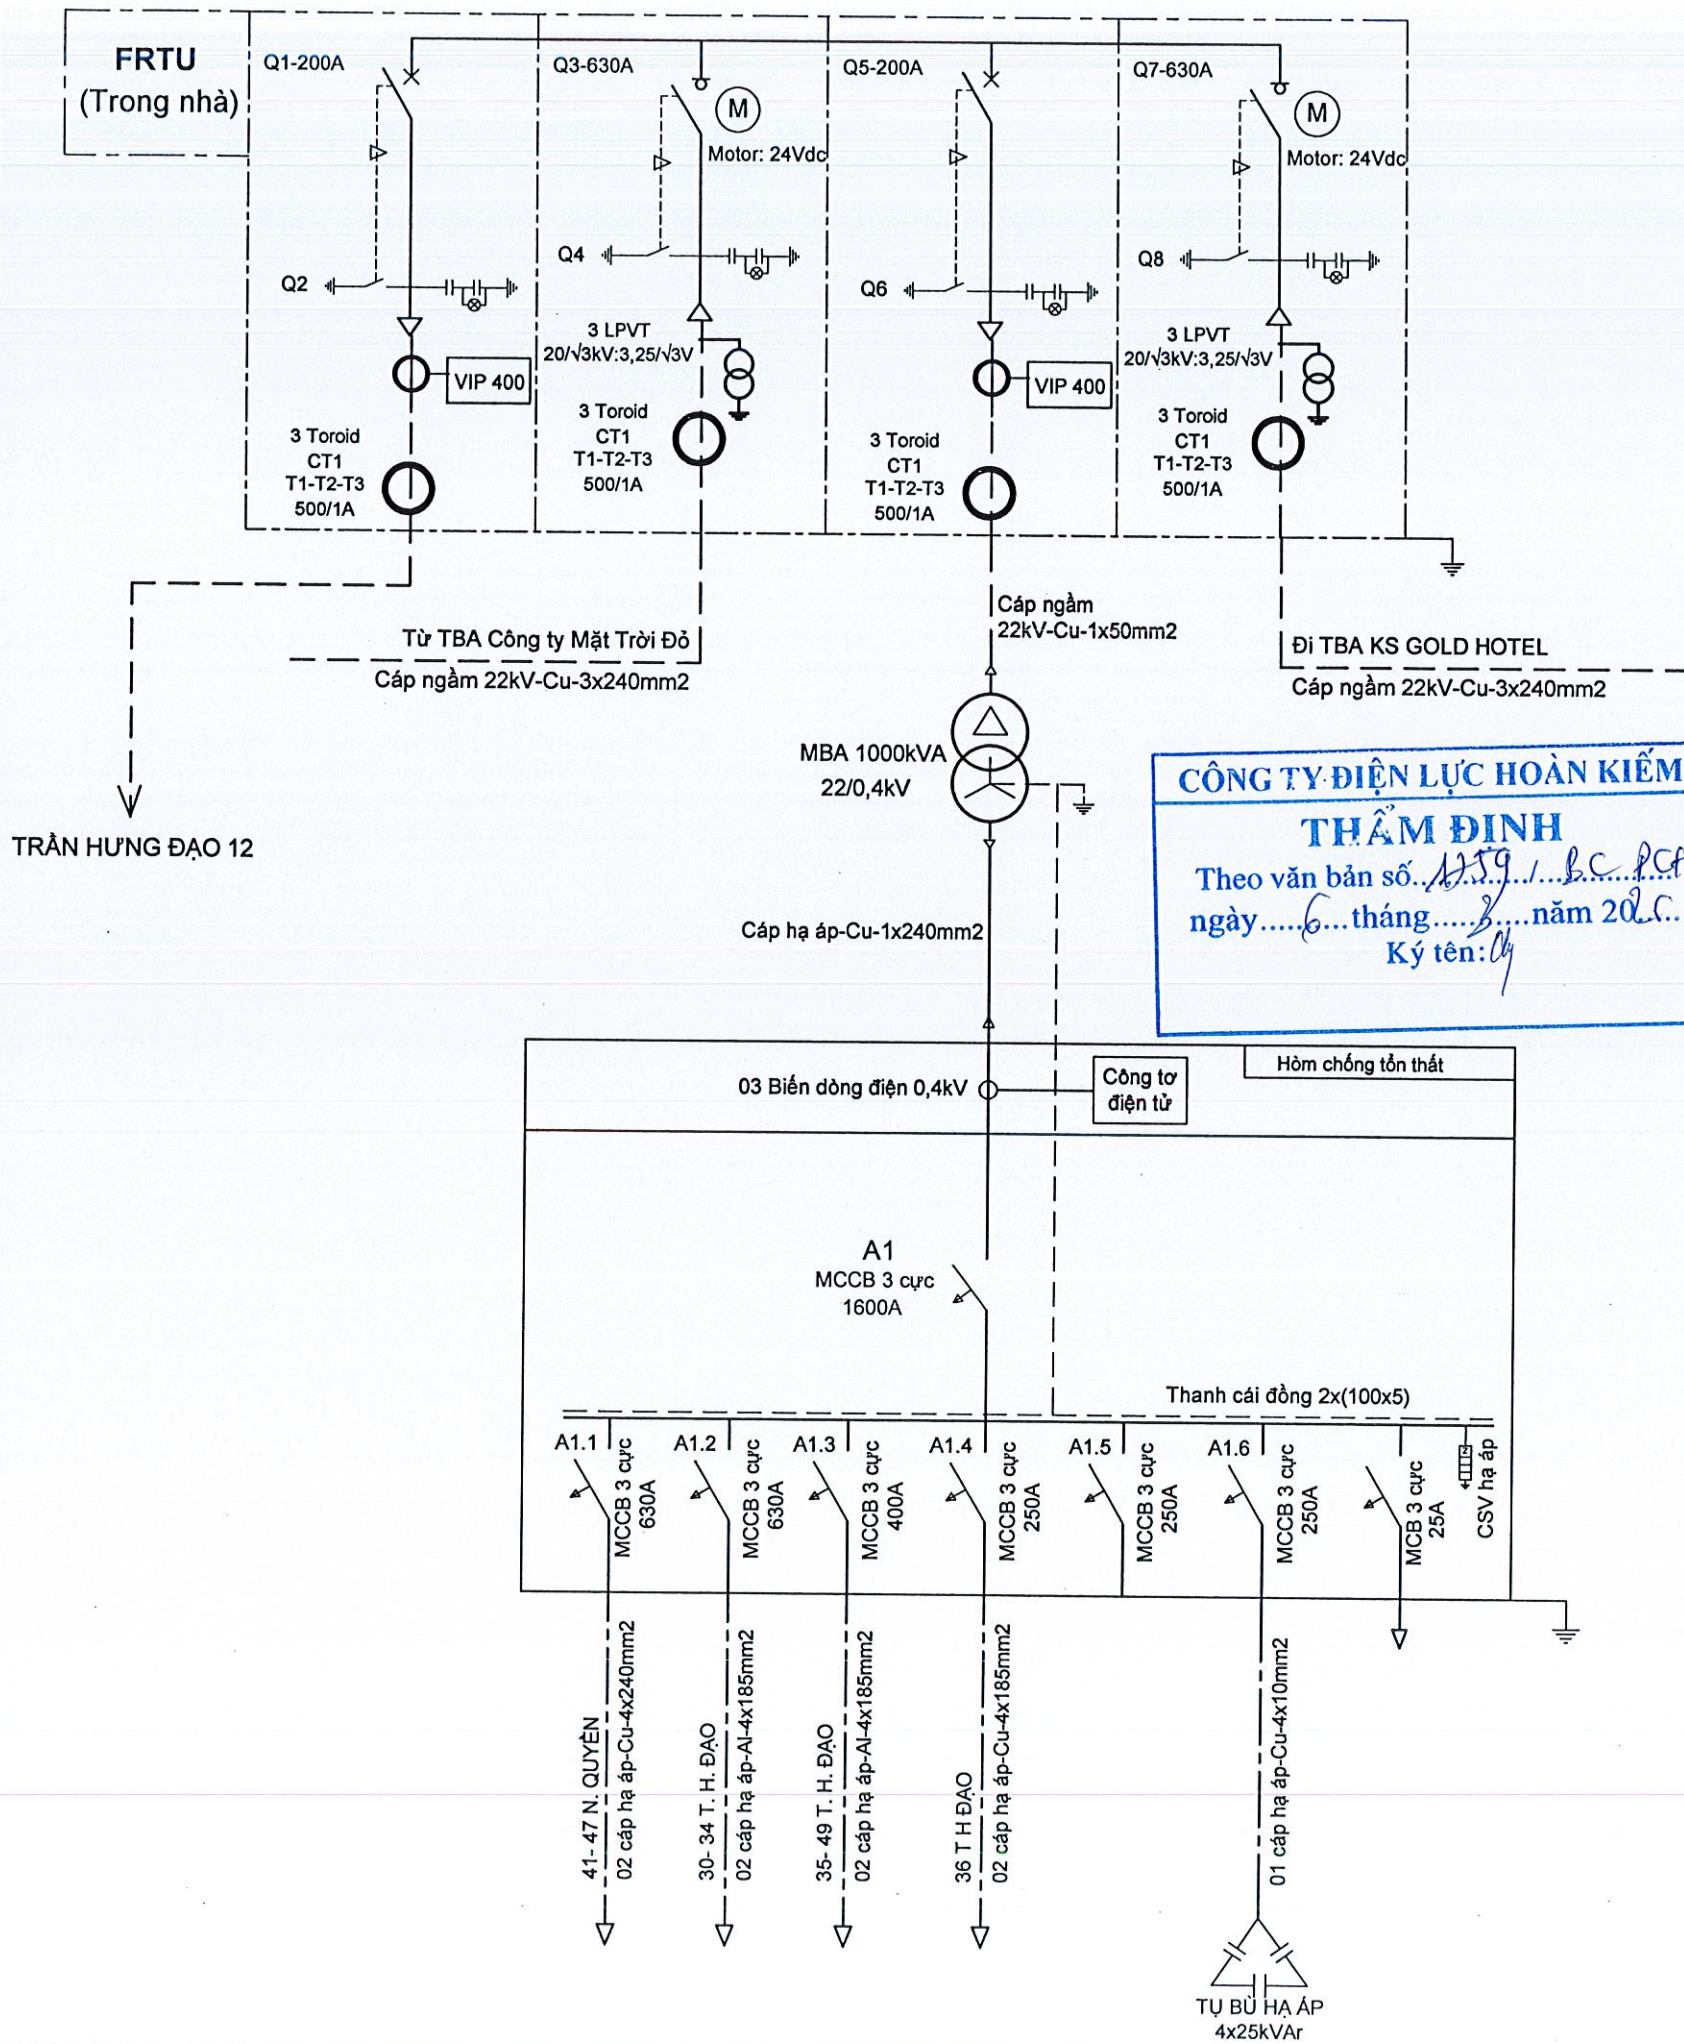 FRTU
(Trong nhà)
Q1-200A
Q3-630A
M
Motor: 24Vdc
Q5-200A
Q7-630A
M
Motor: 24Vdc
Q2
Q4
Q6
Q8
VIP 400
3 LPVT
20/√3kV:3,25/√3V
VIP 400
3 LPVT
20/√3kV:3,25/√3V
3 Toroid
CT1
T1-T2-T3
500/1A
3 Toroid
CT1
T1-T2-T3
500/1A
3 Toroid
CT1
T1-T2-T3
500/1A
3 Toroid
CT1
T1-T2-T3
500/1A
Từ TBA Công ty Mặt Trời Đỏ
Cáp ngầm 22kV-Cu-3x240mm2
Cáp ngầm
22kV-Cu-1x50mm2
Đi TBA KS GOLD HOTEL
Cáp ngầm 22kV-Cu-3x240mm2
TRẦN HƯNG ĐẠO 12
MBA 1000kVA
22/0,4kV
CÔNG TY ĐIỆN LỰC HOÀN KIẾM
THẨM ĐỊNH
Theo văn bản số / BC
ngày.....6...tháng.....3....năm 20
Ký tên:
Cáp hạ áp-Cu-1x240mm2
Hòm chống tổn thất
03 Biến dòng điện 0,4kV
Công tơ
điện tử
A1
MCCB 3 cực
1600A
Thanh cái đồng 2x(100x5)
A1.1
MCCB 3 cực
630A
A1.2
MCCB 3 cực
630A
A1.3
MCCB 3 cực
400A
A1.4
MCCB 3 cực
250A
A1.5
MCCB 3 cực
250A
A1.6
MCCB 3 cực
250A
MCB 3 cực
25A
CSV hạ áp
41- 47 N. QUYỀN
02 cáp hạ áp-Cu-4x240mm2
30- 34 T. H. ĐẠO
02 cáp hạ áp-Al-4x185mm2
35- 49 T. H. ĐẠO
02 cáp hạ áp-Al-4x185mm2
36 T H ĐẠO
02 cáp hạ áp-Cu-4x185mm2
01 cáp hạ áp-Cu-4x10mm2
TỤ BÙ HẠ ÁP
4x25kVAr